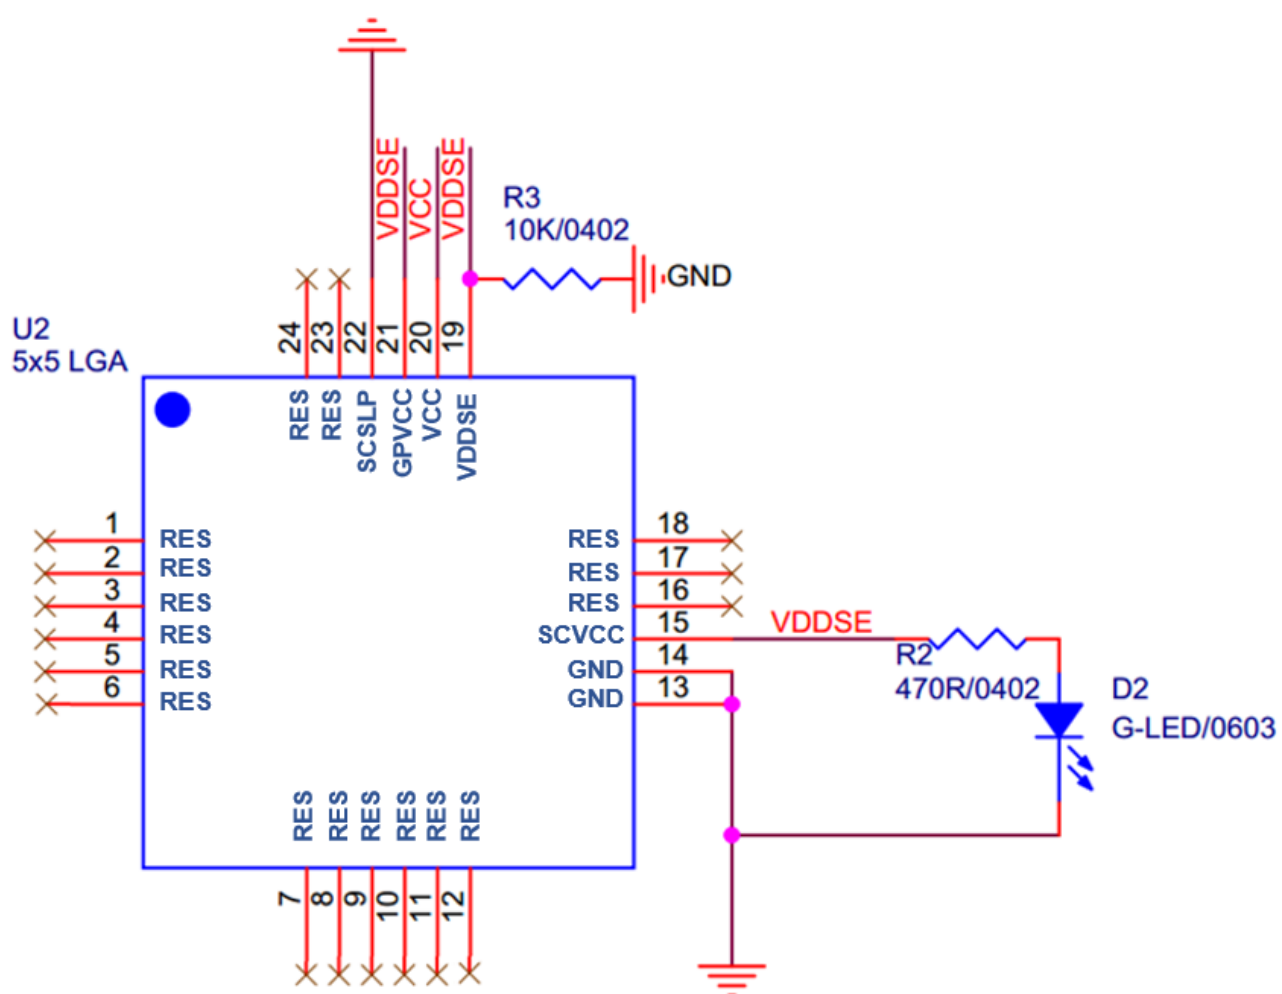 VDDSE
VCC
VDDSE
R3
10K/0402
GND
U2
5x5 LGA
24
23
22
21
20
19
RES
RES
SCSLP
GPVCC
VCC
VDDSE
1
RES
2
RES
3
RES
4
RES
5
RES
6
RES
RES
18
RES
17
RES
16
SCVCC
15
GND
14
GND
13
VDDSE
R2
470R/0402
D2
G-LED/0603
RES
RES
RES
RES
RES
RES
7
8
9
10
11
12